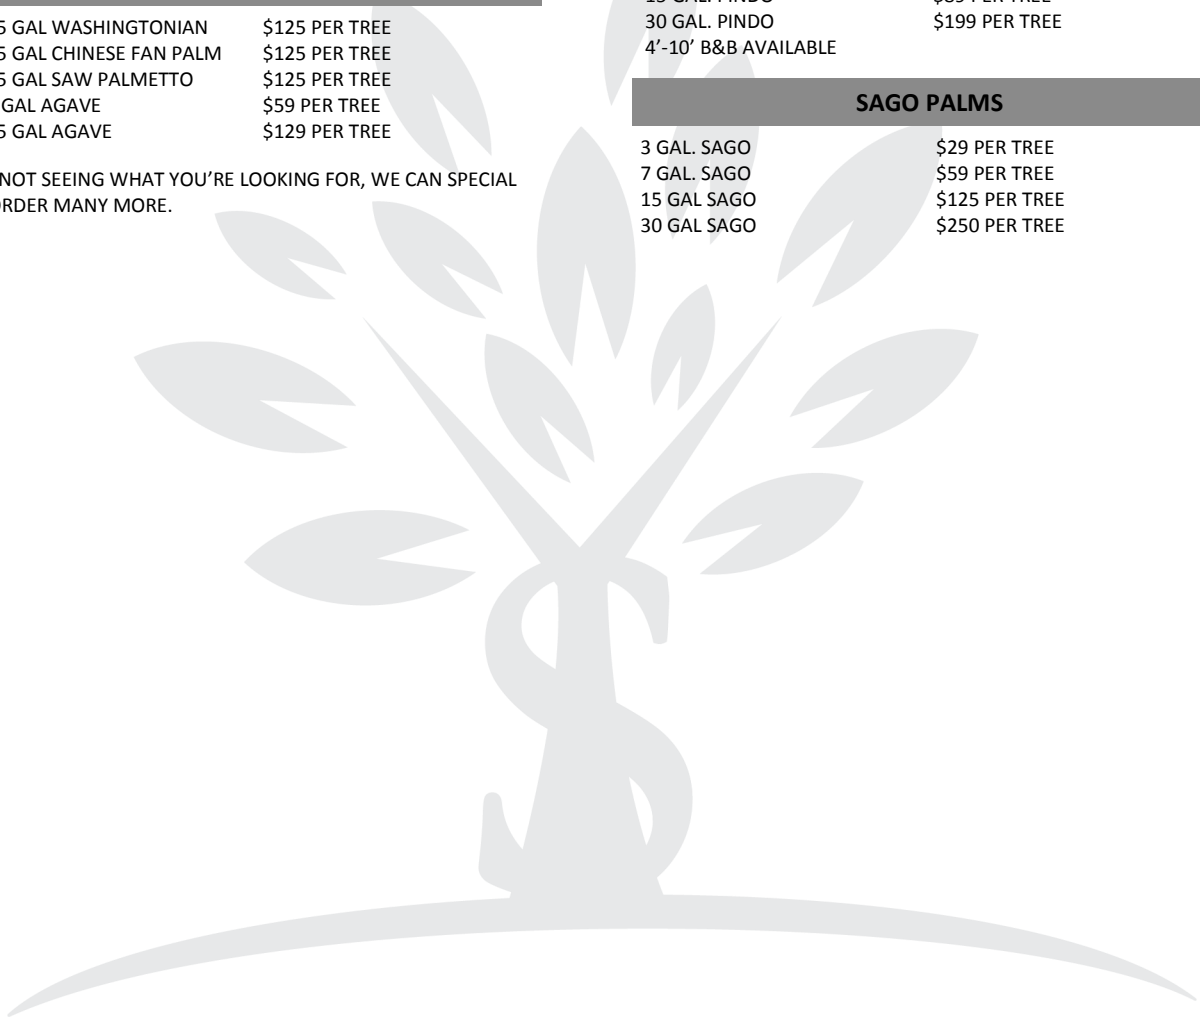 5 GAL WASHINGTONIAN $125 PER TREE
5 GAL CHINESE FAN PALM $125 PER TREE
5 GAL SAW PALMETTO $125 PER TREE
GAL AGAVE $59 PER TREE
5 GAL AGAVE $129 PER TREE
NOT SEEING WHAT YOU’RE LOOKING FOR, WE CAN SPECIAL
RDER MANY MORE.
PER TREE
30 GAL. PINDO $199 PER TREE
4’-10’ B&B AVAILABLE
SAGO PALMS
3 GAL. SAGO $29 PER TREE
7 GAL. SAGO $59 PER TREE
15 GAL SAGO $125 PER TREE
30 GAL SAGO $250 PER TREE